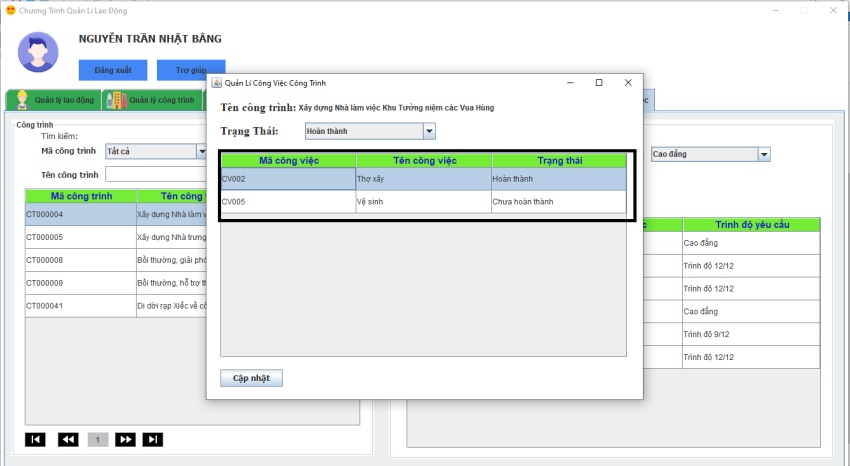 Chương Trình Quản Lí Lao Động
NGUYỄN TRẦN NHẬT BẰNG
Đăng xuất
Trợ giúp
Quản lý lao động
Quản lý công trình
Công trình
Tìm kiếm:
Mã công trình
Tất cả
Tên công trình
Mã công trình
Tên công
CT000004
Xây dựng Nhà làm v
CT000005
Xây dựng Nhà trưng
CT000008
Bồi thường, giải phó
CT000009
Bồi thường, hỗ trợ t
CT000041
Di dời rạp Xiếc về cô
1
Quản Lí Công Việc Công Trình
Tên công trình: Xây dựng Nhà làm việc Khu Tưởng niệm các Vua Hùng
Trạng Thái:
Hoàn thành
Mã công việc
Tên công việc
Trạng thái
CV002
Thợ xây
Hoàn thành
CV005
Vệ sinh
Chưa hoàn thành
Cập nhật
Cao đẳng
Trình độ yêu cầu
Cao đẳng
Trình độ 12/12
Trình độ 12/12
Cao đẳng
Trình độ 9/12
Trình độ 12/12